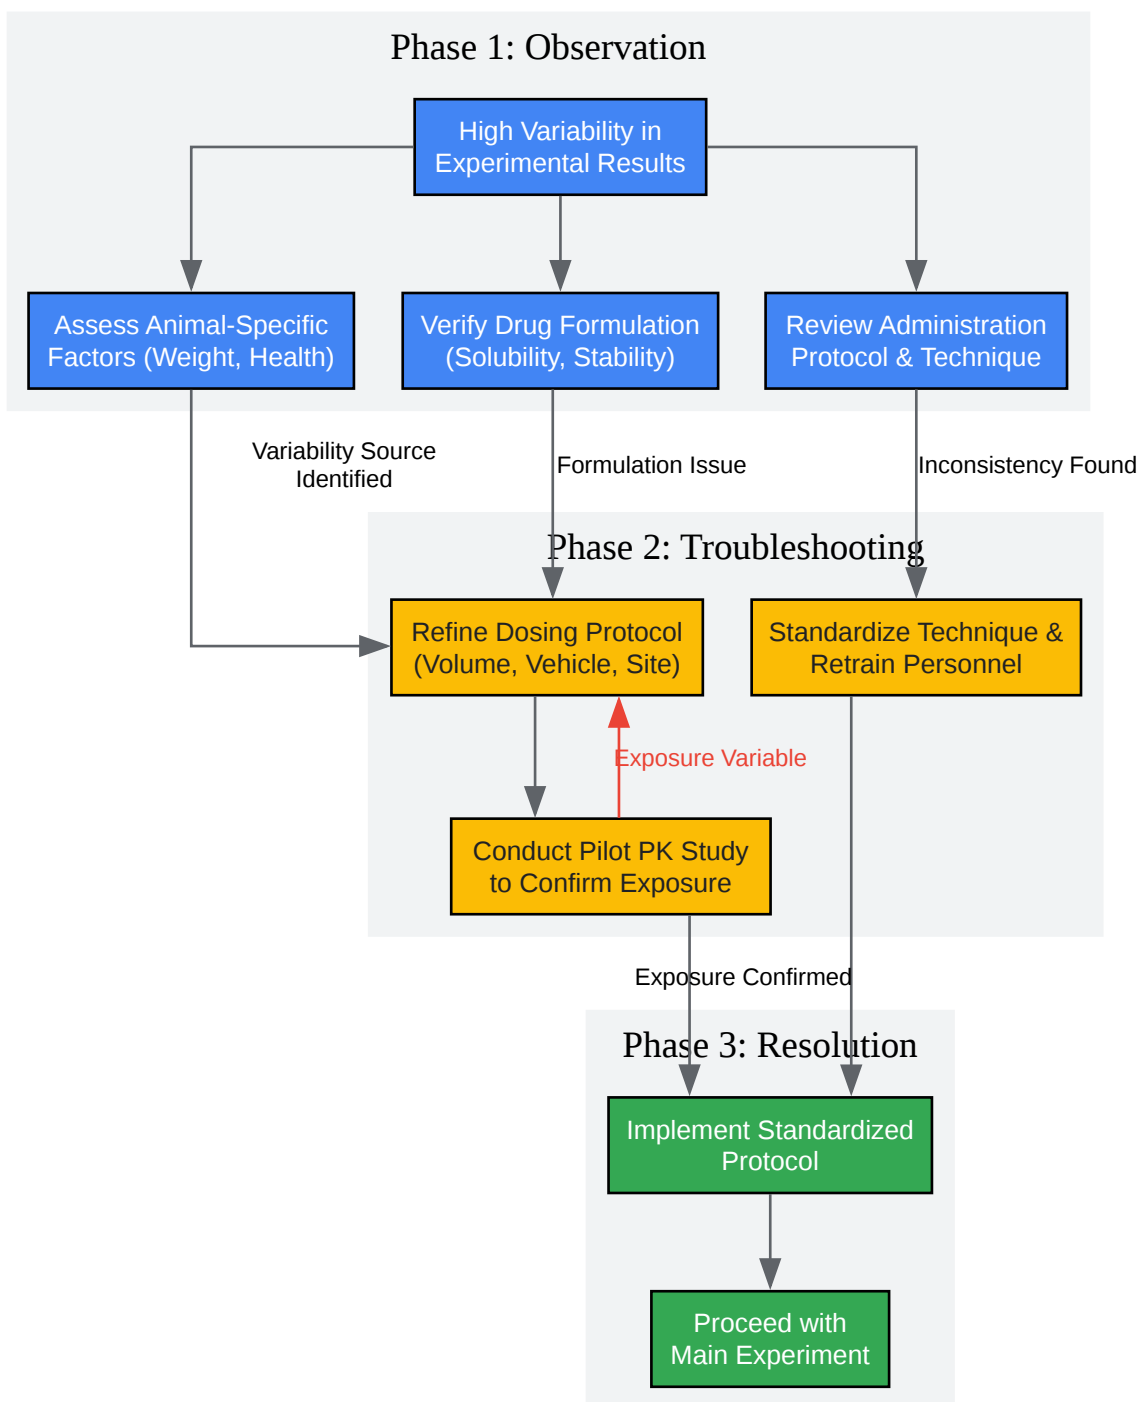 Phase 1: Observation
High Variability in
Experimental Results
Assess Animal-Specific
Factors (Weight, Health)
Verify Drug Formulation
(Solubility, Stability)
Review Administration
Protocol & Technique
Variability Source
Identified
Formulation Issue
Inconsistency Found
Phase 2: Troubleshooting
Refine Dosing Protocol
(Volume, Vehicle, Site)
Standardize Technique &
Retrain Personnel
Exposure Variable
Conduct Pilot PK Study
to Confirm Exposure
Exposure Confirmed
Phase 3: Resolution
Implement Standardized
Protocol
Proceed with
Main Experiment